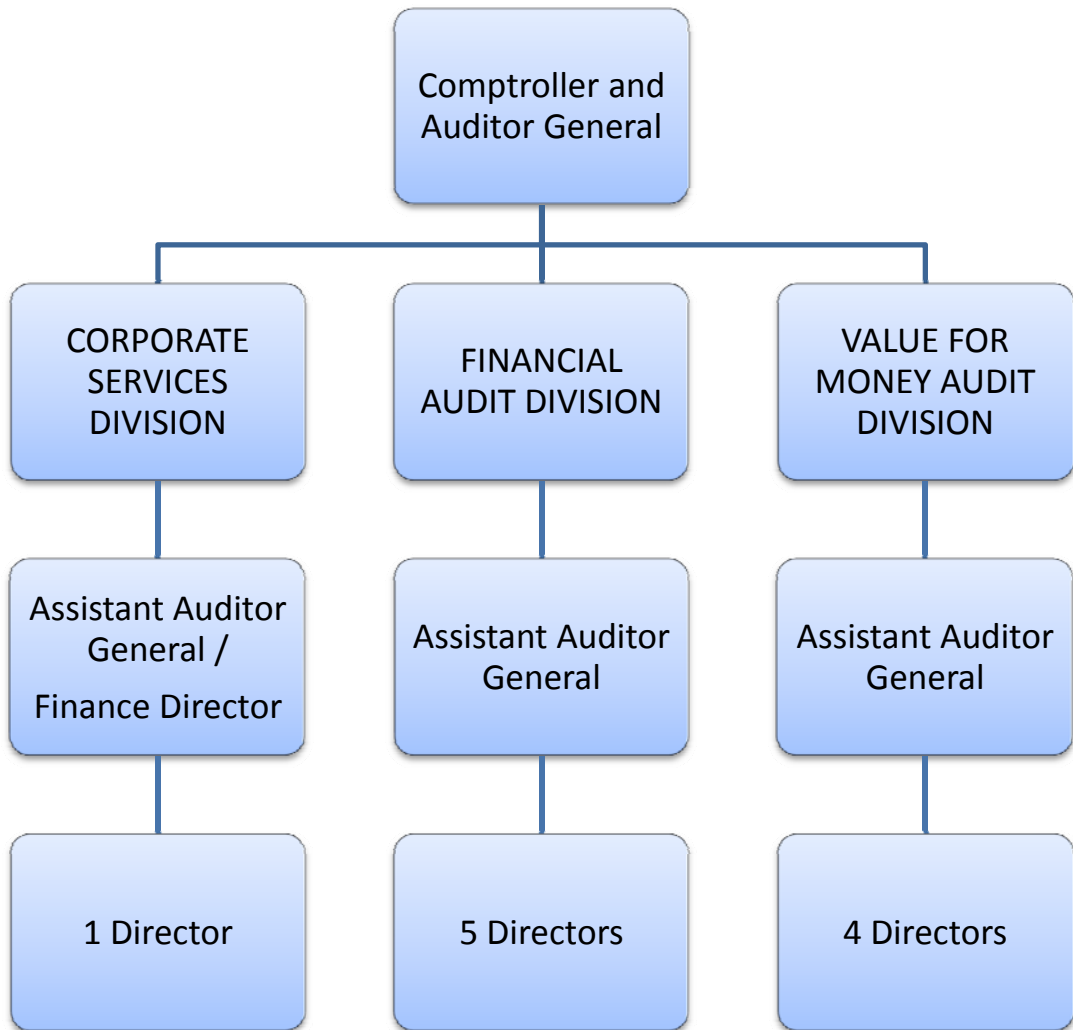 Comptroller and
Auditor General
CORPORATE
SERVICES
DIVISION
FINANCIAL
AUDIT DIVISION
VALUE FOR
MONEY AUDIT
DIVISION
Assistant Auditor
General /
Finance Director
Assistant Auditor
General
Assistant Auditor
General
1 Director
5 Directors
4 Directors